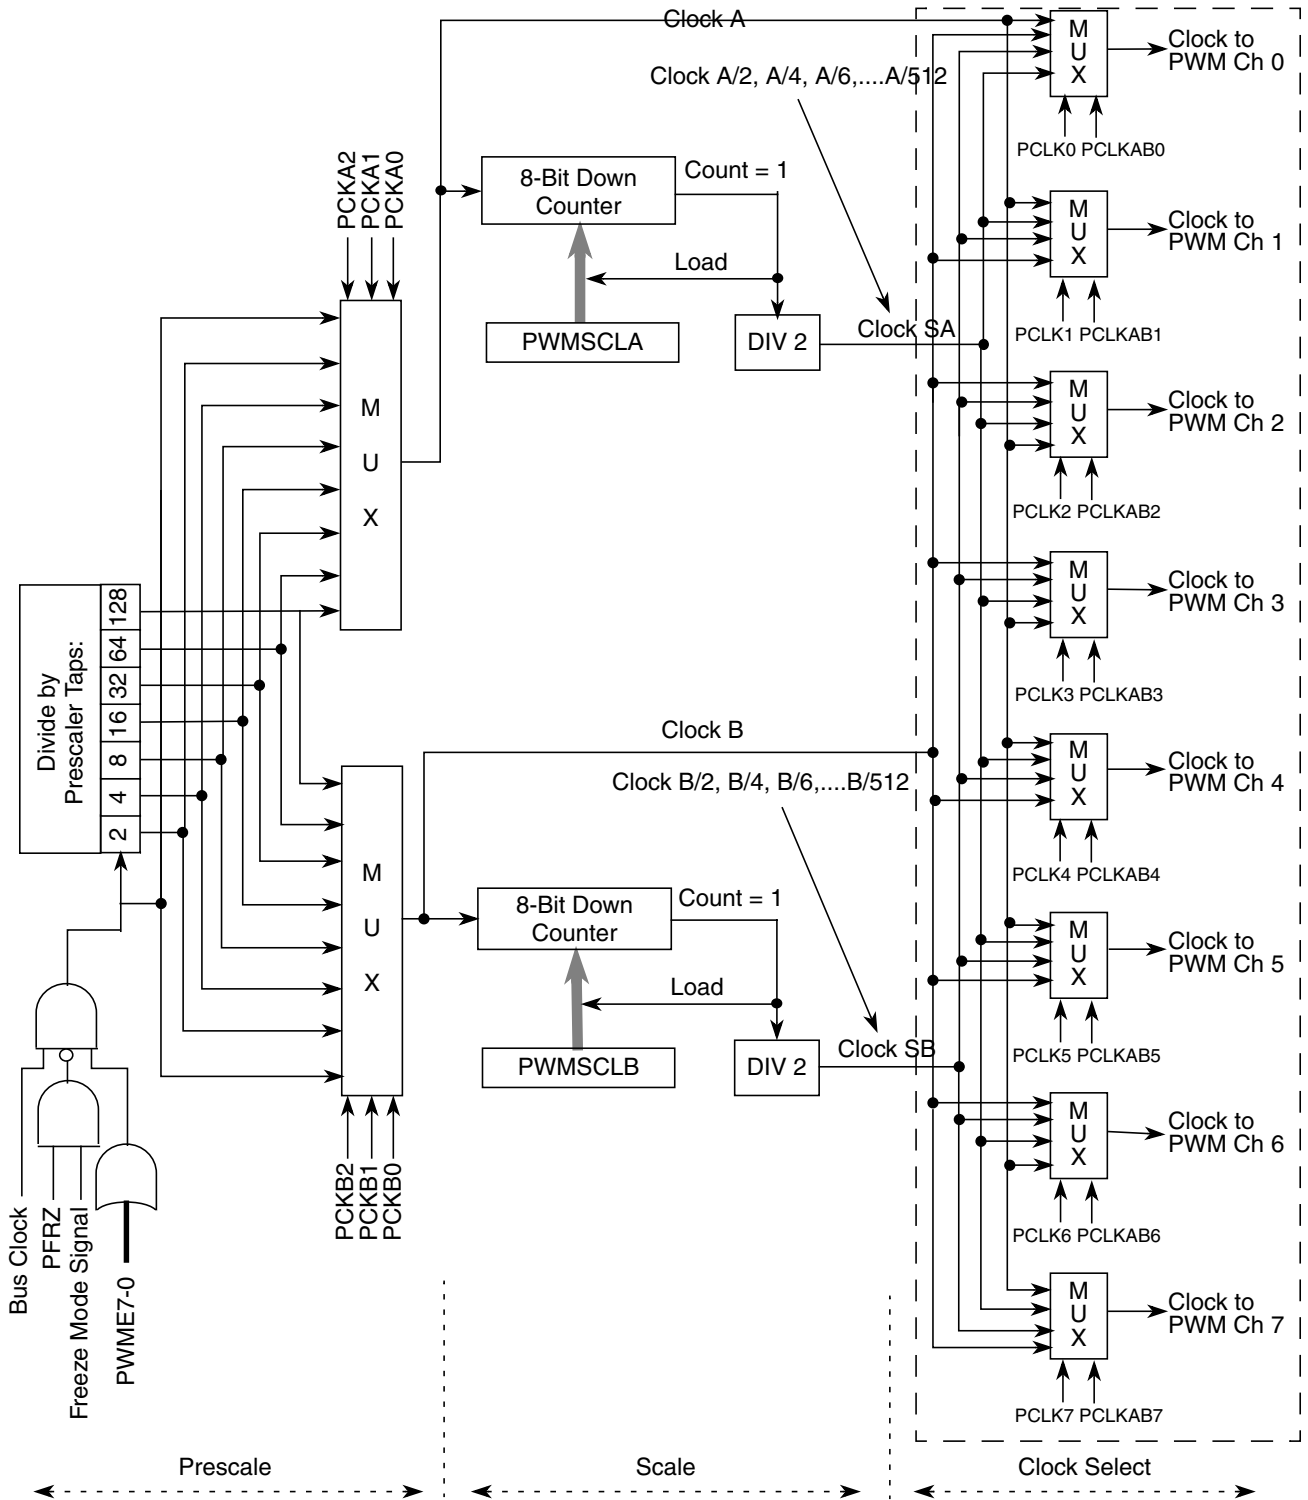 Clock A
Clock A/2, A/4, A/6,....A/512
PCKA2
PCKA1
PCKA0
8-Bit Down
Counter
Count = 1
Load
PWMSCLA
DIV 2
Clock SA
M
U
X
Divide by
Prescaler Taps:
128
64
32
16
8
4
2
Clock B
Clock B/2, B/4, B/6,....B/512
M
U
X
8-Bit Down
Counter
Count = 1
Load
PWMSCLB
DIV 2
Clock SB
PCKB2
PCKB1
PCKB0
Bus Clock
PFRZ
Freeze Mode Signal
PWME7-0
M
U
X
Clock to
PWM Ch 0
PCLK0 PCLKAB0
M
U
X
Clock to
PWM Ch 1
PCLK1 PCLKAB1
M
U
X
Clock to
PWM Ch 2
PCLK2 PCLKAB2
M
U
X
Clock to
PWM Ch 3
PCLK3 PCLKAB3
M
U
X
Clock to
PWM Ch 4
PCLK4 PCLKAB4
M
U
X
Clock to
PWM Ch 5
PCLK5 PCLKAB5
M
U
X
Clock to
PWM Ch 6
PCLK6 PCLKAB6
M
U
X
Clock to
PWM Ch 7
PCLK7 PCLKAB7
Prescale
Scale
Clock Select